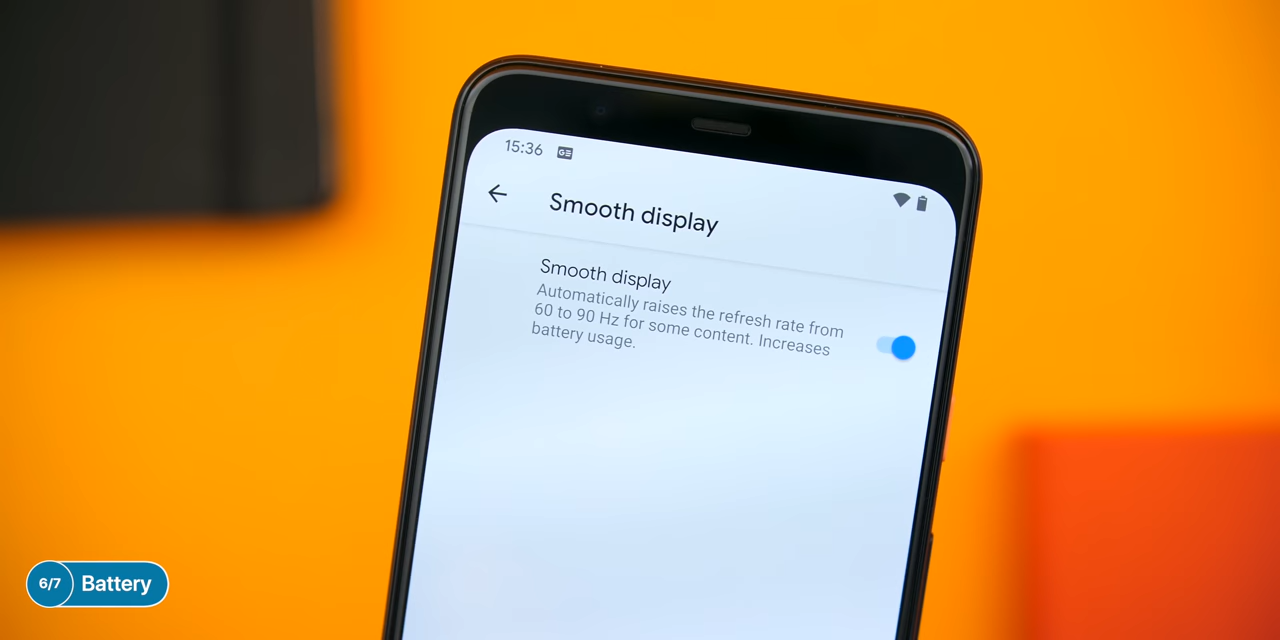 15:36 GE
Smooth display
Smooth display
Automatically raises the refresh rate from
60 to 90 Hz for some content. Increases
battery usage.
6/7 Battery